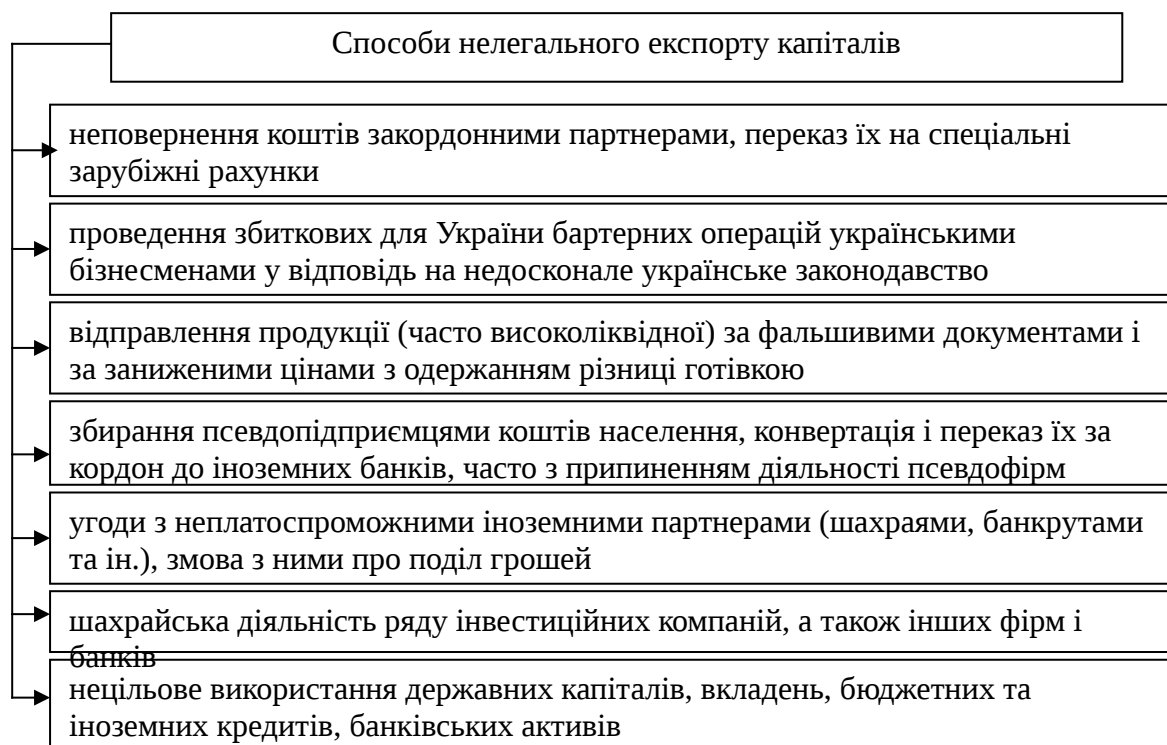 Способи нелегального експорту капіталів
неповернення коштів закордонними партнерами, переказ їх на спеціальні
зарубіжні рахунки
проведення збиткових для України бартерних операцій українськими
бізнесменами у відповідь на недосконале українське законодавство
відправлення продукції (часто високоліквідної) за фальшивими документами і
за заниженими цінами з одержанням різниці готівкою
збирання псевдопідприємцями коштів населення, конвертація і переказ їх за
кордон до іноземних банків, часто з припиненням діяльності псевдофірм
угоди з неплатоспроможними іноземними партнерами (шахраями, банкрутами
та ін.), змова з ними про поділ грошей
шахрайська діяльність ряду інвестиційних компаній, а також інших фірм і
банків
нецільове використання державних капіталів, вкладень, бюджетних та
іноземних кредитів, банківських активів